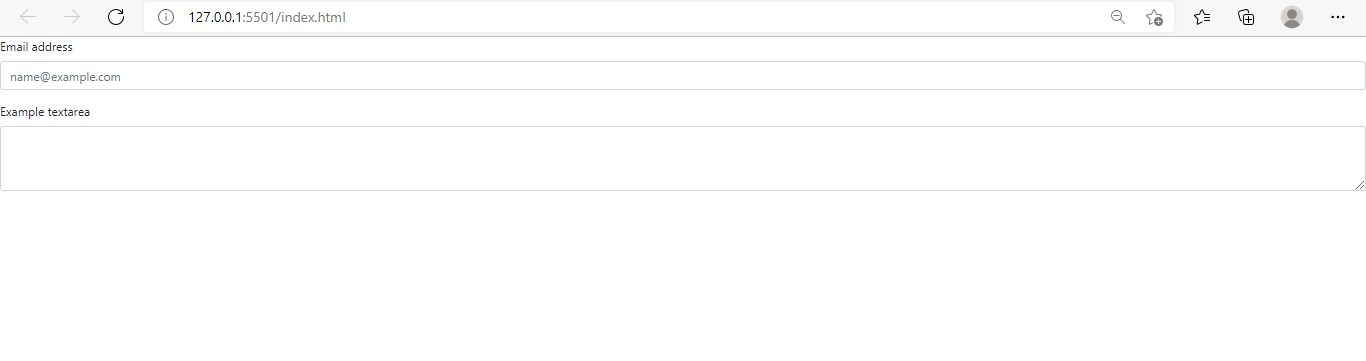 127.0.0.1:5501/index.html
Email address
name@example.com
Example textarea